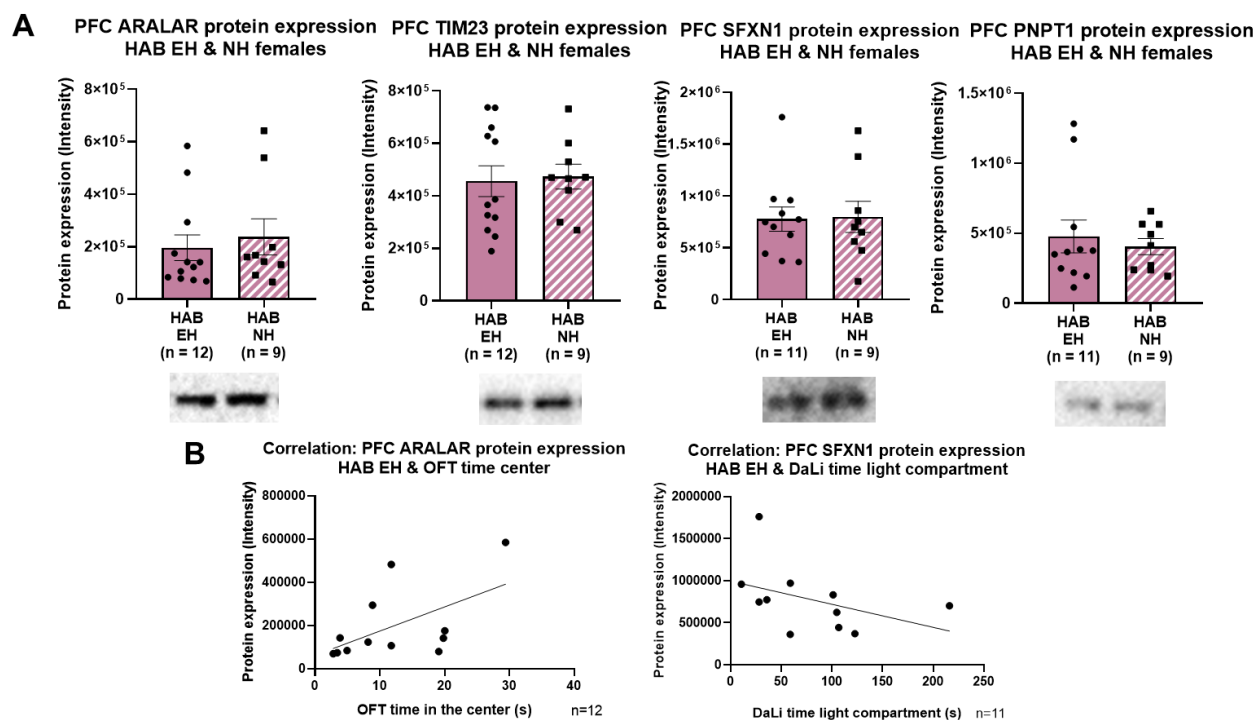 A
PFC ARALAR protein expression
HAB EH & NH females
Protein expression (Intensity)
8×10⁵
6×10⁵
4×10⁵
2×10⁵
0
HAB
EH
(n = 12)
HAB
NH
(n = 9)
PFC TIM23 protein expression
HAB EH & NH females
Protein expression (Intensity)
8×10⁵
6×10⁵
4×10⁵
2×10⁵
0
HAB
EH
(n = 12)
HAB
NH
(n = 9)
PFC SFXN1 protein expression
HAB EH & NH females
Protein expression (Intensity)
2×10⁶
1.5×10⁶
1×10⁶
5×10⁵
0
HAB
EH
(n = 11)
HAB
NH
(n = 9)
PFC PNPT1 protein expression
HAB EH & NH females
Protein expression (Intensity)
1.5×10⁶
1×10⁶
5×10⁵
0
HAB
EH
(n = 11)
HAB
NH
(n = 9)
B
Correlation: PFC ARALAR protein expression
HAB EH & OFT time center
Protein expression (Intensity)
800000
600000
400000
200000
0
0 10 20 30 40
OFT time in the center (s) n=12
Correlation: PFC SFXN1 protein expression
HAB EH & DaLi time light compartment
Protein expression (Intensity)
2000000
1500000
1000000
500000
0
0 50 100 150 200 250
DaLi time light compartment (s) n=11